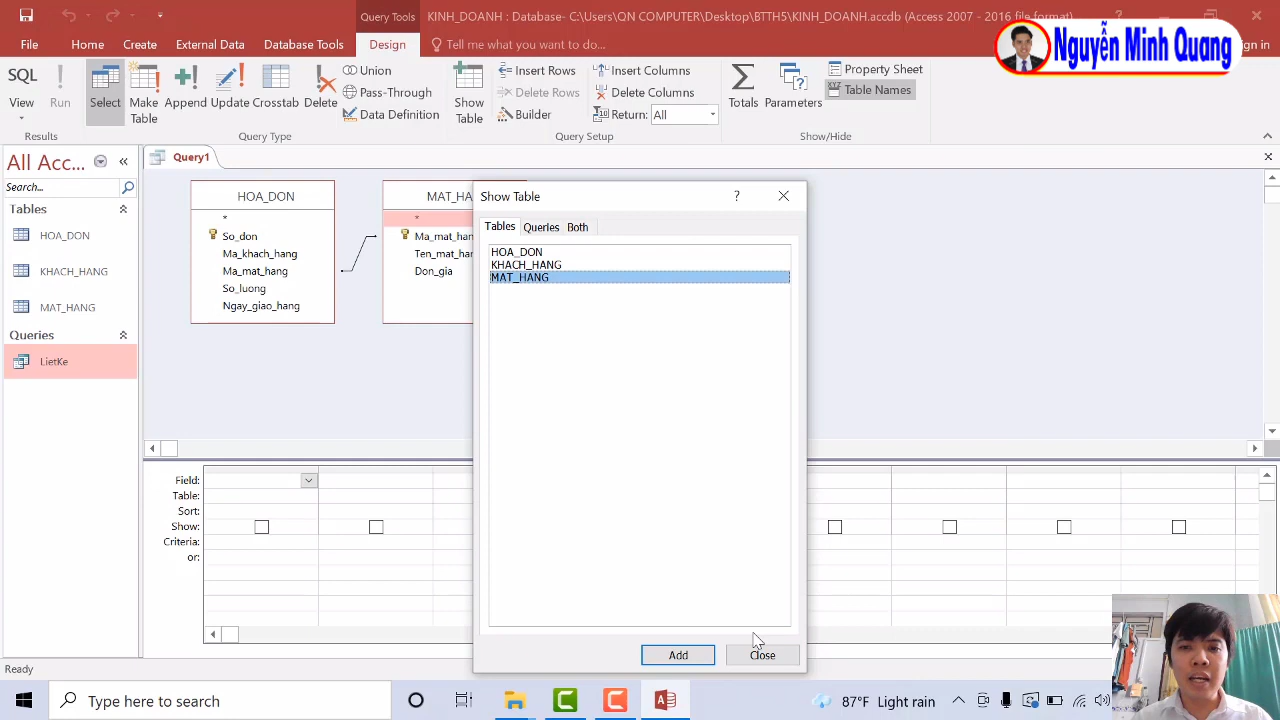 Query Tools
KINH_DOANH : Database- C:\Users\QN COMPUTER\Desktop\BTTH5\KINH_DOANH.accdb (Access 2007 - 2016 file format)
File Home Create External Data Database Tools Design Tell me what you want to do...
Nguyễn Minh Quang
SQL View Run
Select Make Table Append Update Crosstab Delete
Union
Pass-Through
Data Definition
Show Table
Insert Rows
Delete Rows
Builder
Insert Columns
Delete Columns
Return: All
Totals Parameters
Property Sheet
Table Names
Results Query Type Query Setup Show/Hide
All Acc...
Search...
Tables
HOA_DON
KHACH_HANG
MAT_HANG
Queries
LietKe
Query1
HOA_DON
*
So_don
Ma_khach_hang
Ma_mat_hang
So_luong
Ngay_giao_hang
MAT_HA
*
Ma_mat_han
Ten_mat_han
Don_gia
Show Table
?
Tables Queries Both
HOA_DON
KHACH_HANG
MAT_HANG
Add Close
Field:
Table:
Sort:
Show:
Criteria:
or:
Ready
Type here to search
87°F Light rain